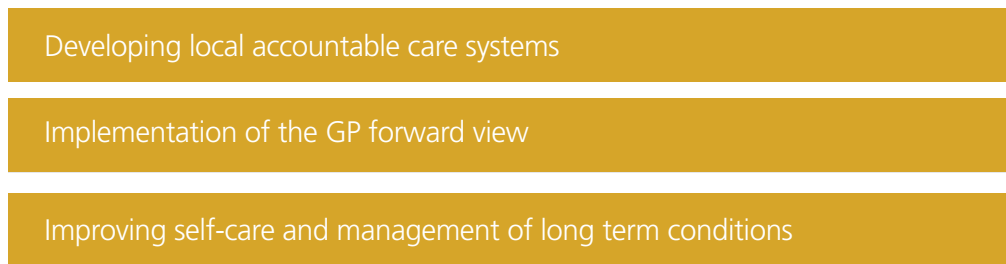 Developing local accountable care systems
Implementation of the GP forward view
Improving self-care and management of long term conditions